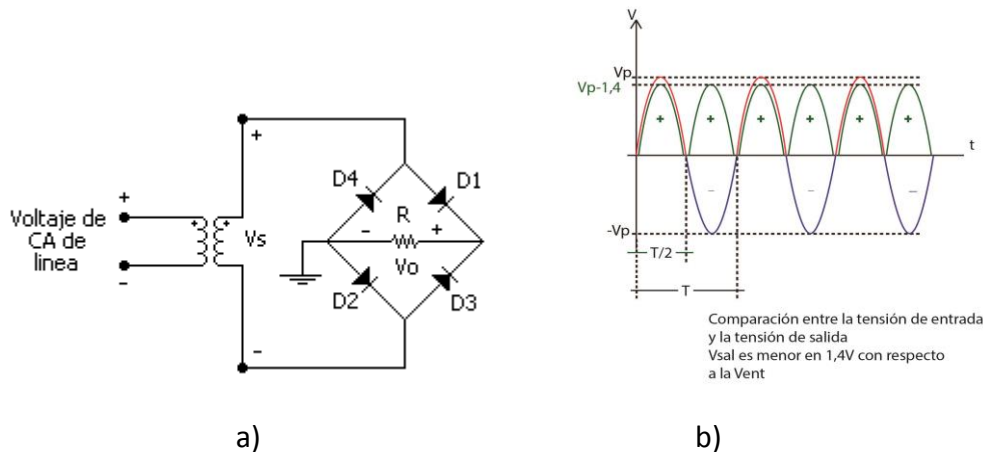 +
D4
D1
R
- +
Vo
D2
D3
-
+
Voltaje de
CA de
linea
-
+ +
Vs
V
Vp
Vp-1,4
+ + + + + +
t
- - -
-Vp
T/2
T
Comparación entre la tensión de entrada
y la tensión de salida
Vsal es menor en 1,4V con respecto
a la Vent
a)
b)